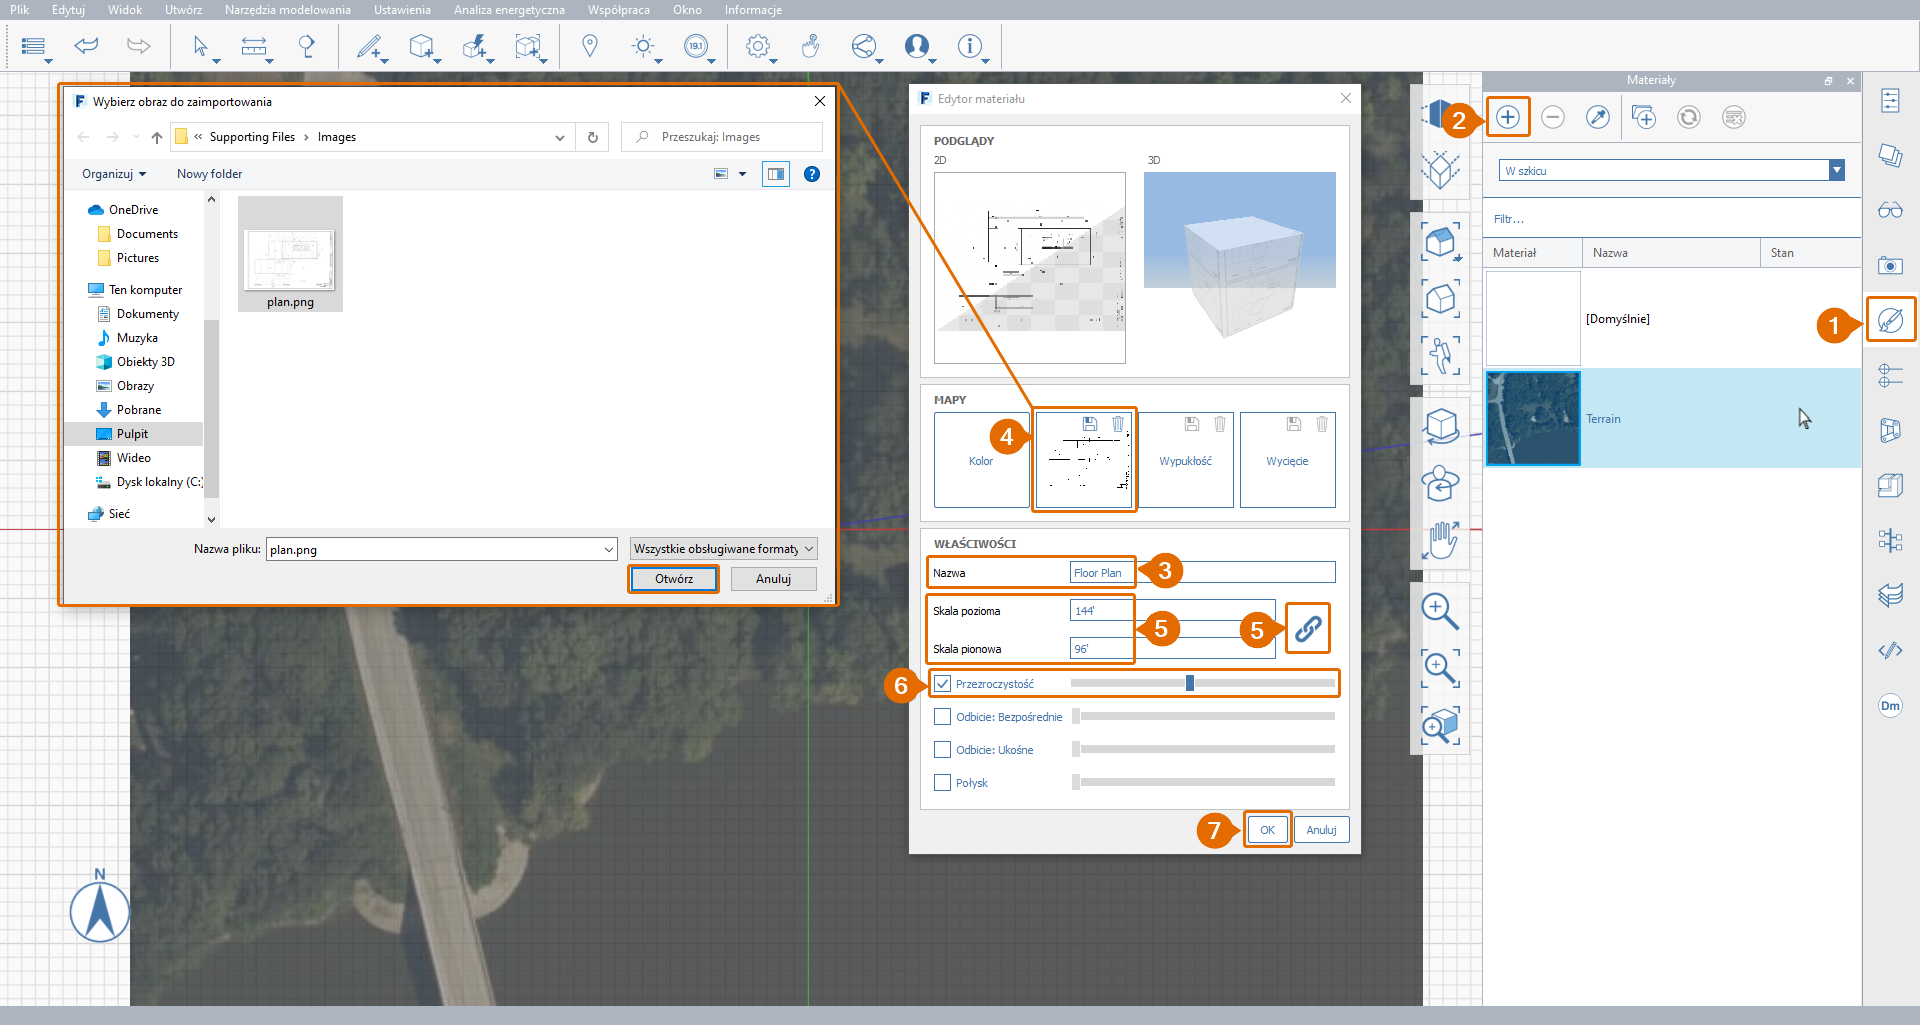 Plik Edytuj Widok Utwórz Narzędzia modelowania Ustawienia Analiza energetyczna Współpraca Okno Informacje
19.1
Wybierz obraz do zaimportowania
« Supporting Files › Images
Przeszukaj: Images
Organizuj Nowy folder
OneDrive
Documents
Pictures
Ten komputer
Dokumenty
Muzyka
Obiekty 3D
Obrazy
Pobrane
Pulpit
Wideo
Dysk lokalny (C:)
Sieć
plan.png
Nazwa pliku: plan.png
Wszystkie obsługiwane formaty
Otwórz Anuluj
N
Edytor materiału
PODGLĄDY
2D 3D
MAPY
4
Kolor Wypukłość Wycięcie
WŁAŚCIWOŚCI
Nazwa Floor Plan 3
Skala pozioma 144'
5 5
Skala pionowa 96'
6 Przezroczystość
Odbicie: Bezpośrednie
Odbicie: Ukośne
Połysk
7 OK Anuluj
Materiały
2
W szkicu
Filtr...
Materiał Nazwa Stan
[Domyślnie]
Terrain
1
Dm